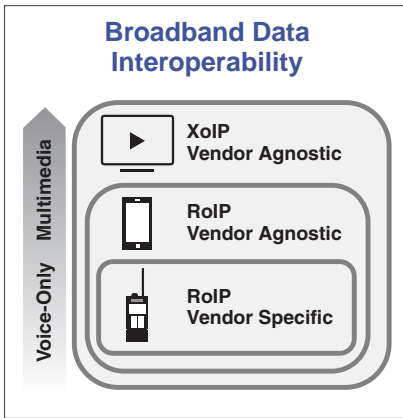 Broadband Data
Interoperability
XoIP
Vendor Agnostic
RoIP
Vendor Agnostic
RoIP
Vendor Specific
Voice-Only Multimedia